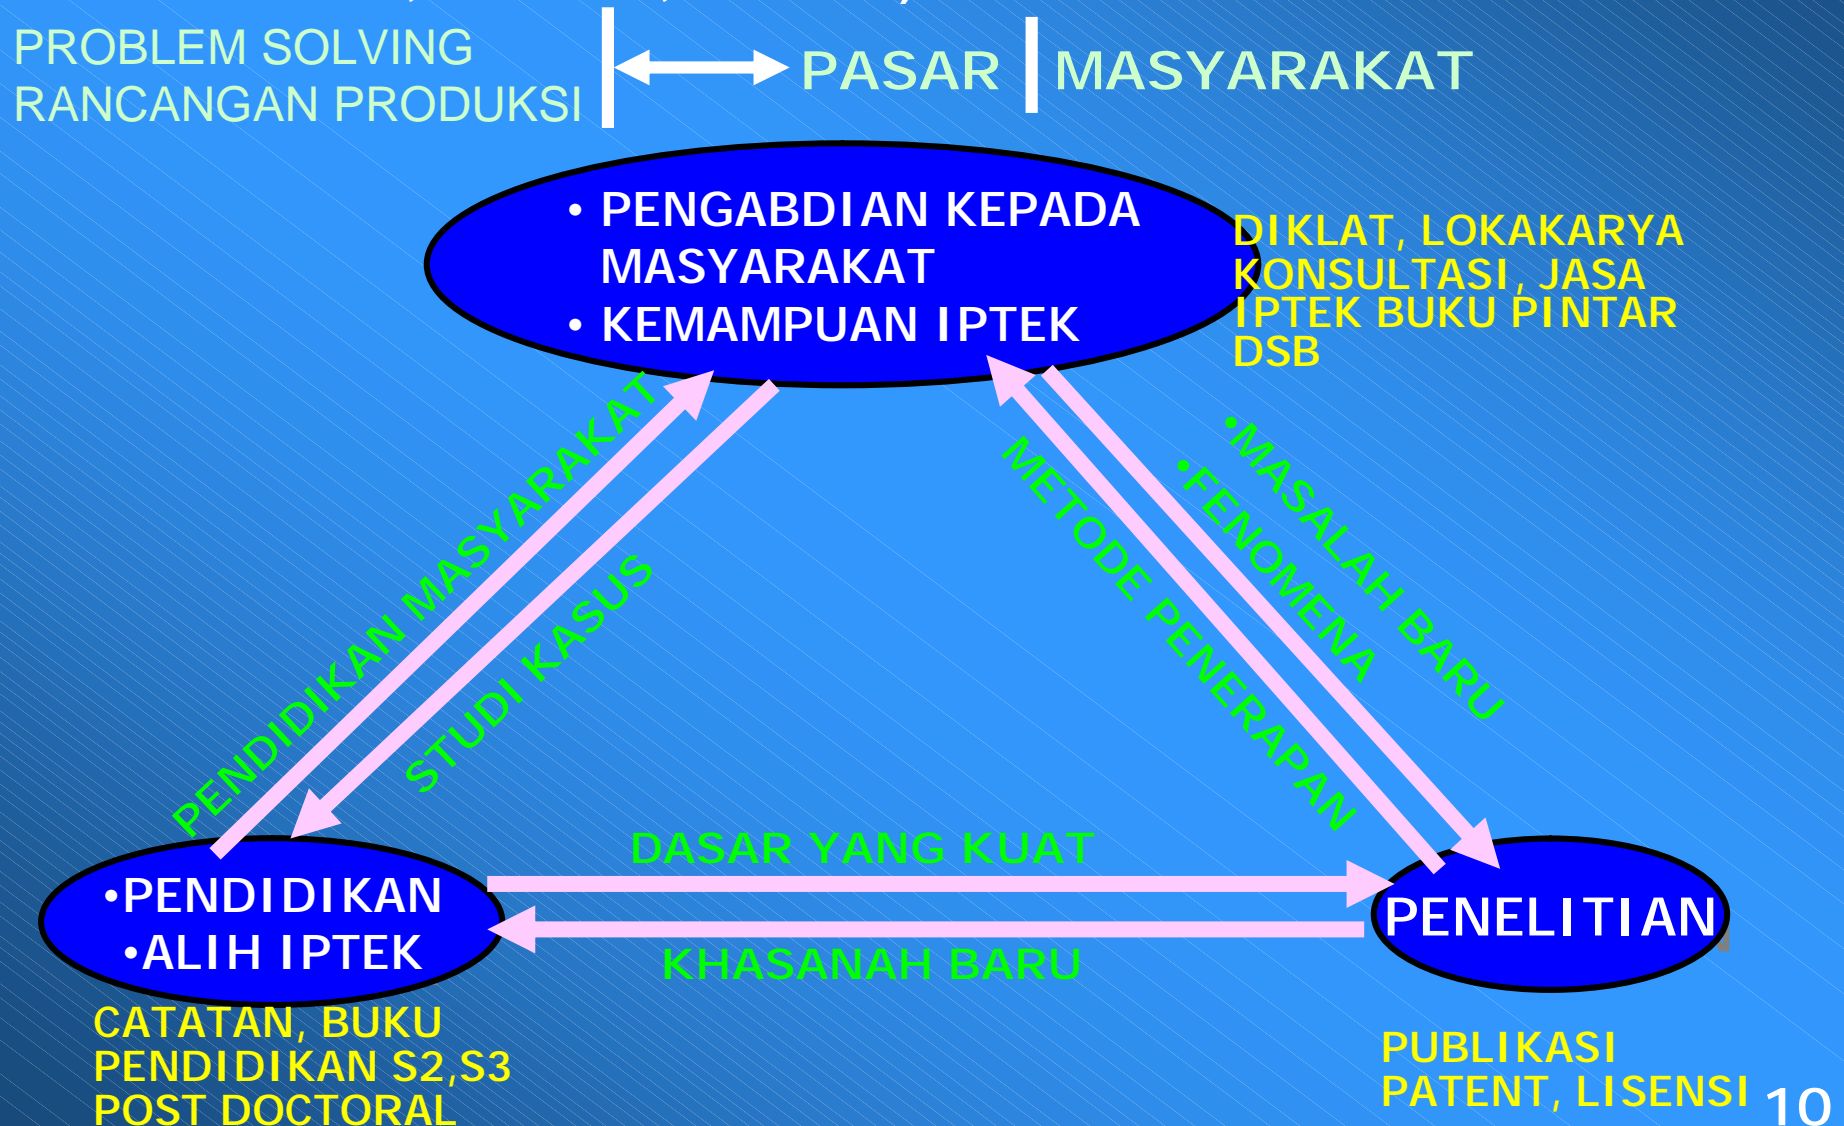 PROBLEM SOLVING
RANCANGAN PRODUKSI
PASAR
MASYARAKAT
• PENGABDIAN KEPADA
MASYARAKAT
• KEMAMPUAN IPTEK
DIKLAT, LOKAKARYA
KONSULTASI, JASA
IPTEK BUKU PINTAR
DSB
PENDIDIKAN MASYARAKAT
STUDI KASUS
METODE PENERAPAN
•MASALAH BARU
•FENOMENA
DASAR YANG KUAT
KHASANAH BARU
•PENDIDIKAN
•ALIH IPTEK
PENELITIAN
CATATAN, BUKU
PENDIDIKAN S2,S3
POST DOCTORAL
PUBLIKASI
PATENT, LISENSI
10